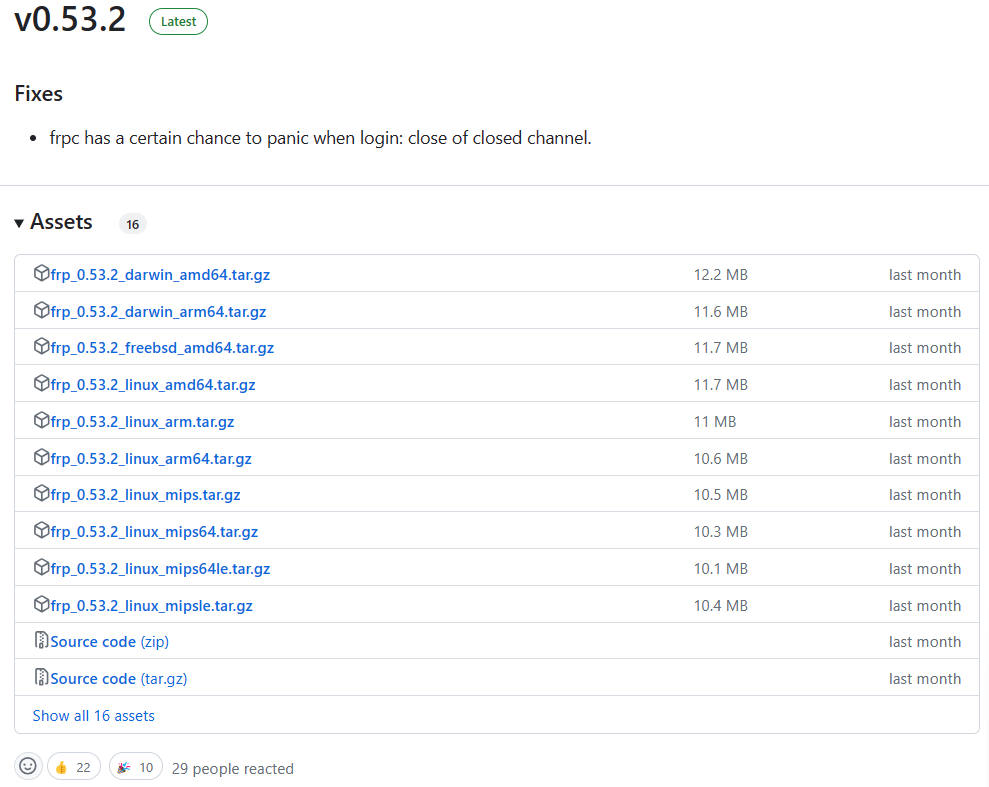 v0.53.2 Latest
Fixes
• frpc has a certain chance to panic when login: close of closed channel.
▾ Assets 16
frp_0.53.2_darwin_amd64.tar.gz 12.2 MB last month
frp_0.53.2_darwin_arm64.tar.gz 11.6 MB last month
frp_0.53.2_freebsd_amd64.tar.gz 11.7 MB last month
frp_0.53.2_linux_amd64.tar.gz 11.7 MB last month
frp_0.53.2_linux_arm.tar.gz 11 MB last month
frp_0.53.2_linux_arm64.tar.gz 10.6 MB last month
frp_0.53.2_linux_mips.tar.gz 10.5 MB last month
frp_0.53.2_linux_mips64.tar.gz 10.3 MB last month
frp_0.53.2_linux_mips64le.tar.gz 10.1 MB last month
frp_0.53.2_linux_mipsle.tar.gz 10.4 MB last month
Source code (zip) last month
Source code (tar.gz) last month
Show all 16 assets
22 10 29 people reacted